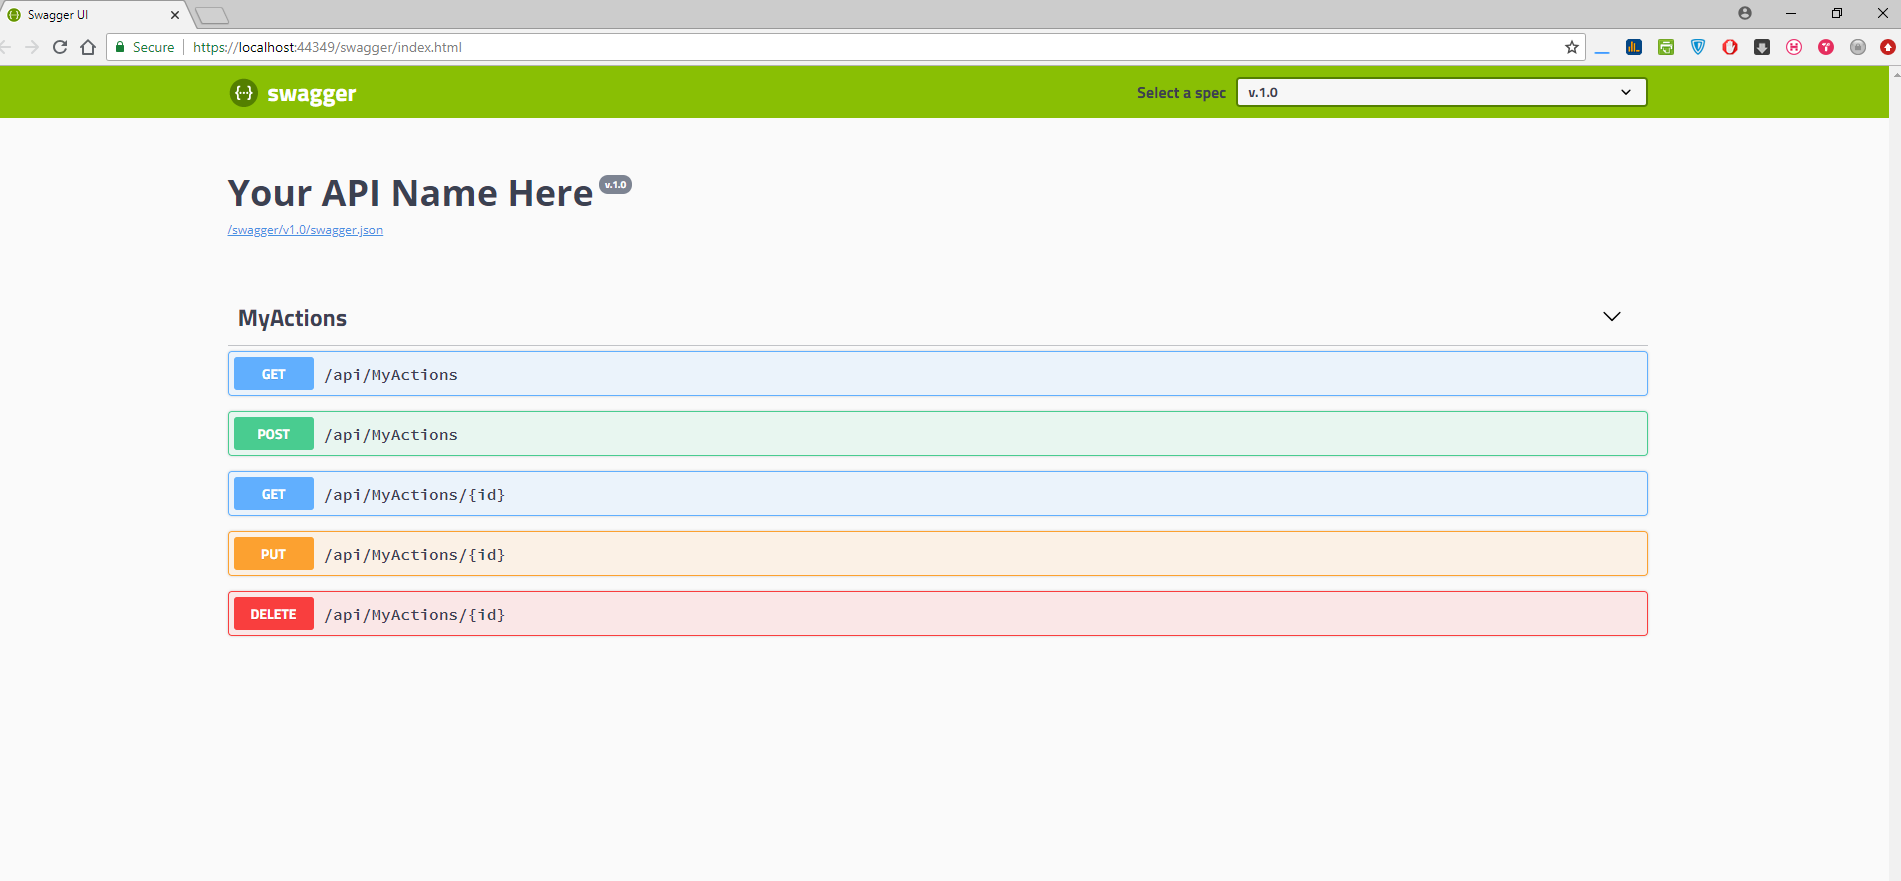 Swagger UI
Secure https://localhost:44349/swagger/index.html
{···} swagger
Select a spec v.1.0
Your API Name Here v.1.0
/swagger/v1.0/swagger.json
MyActions
GET /api/MyActions
POST /api/MyActions
GET /api/MyActions/{id}
PUT /api/MyActions/{id}
DELETE /api/MyActions/{id}